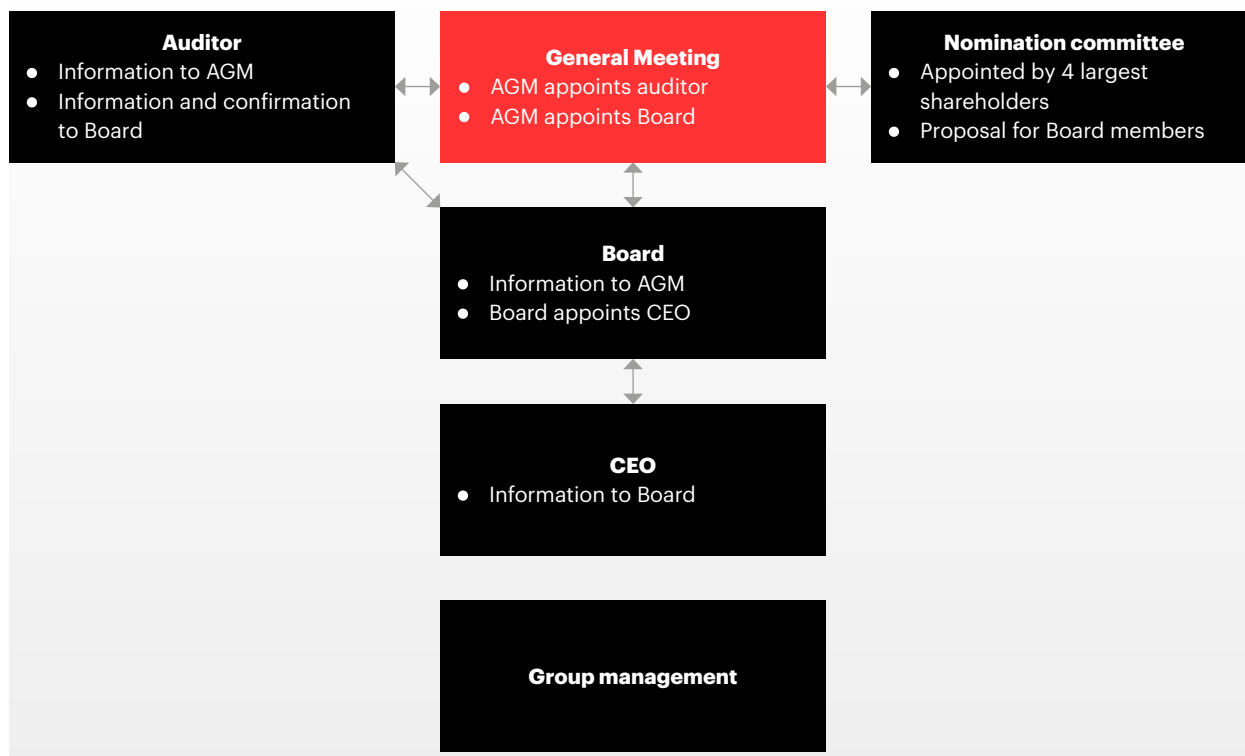 Auditor
● Information to AGM
● Information and confirmation
to Board
General Meeting
● AGM appoints auditor
● AGM appoints Board
Nomination committee
● Appointed by 4 largest
shareholders
● Proposal for Board members
Board
● Information to AGM
● Board appoints CEO
CEO
● Information to Board
Group management